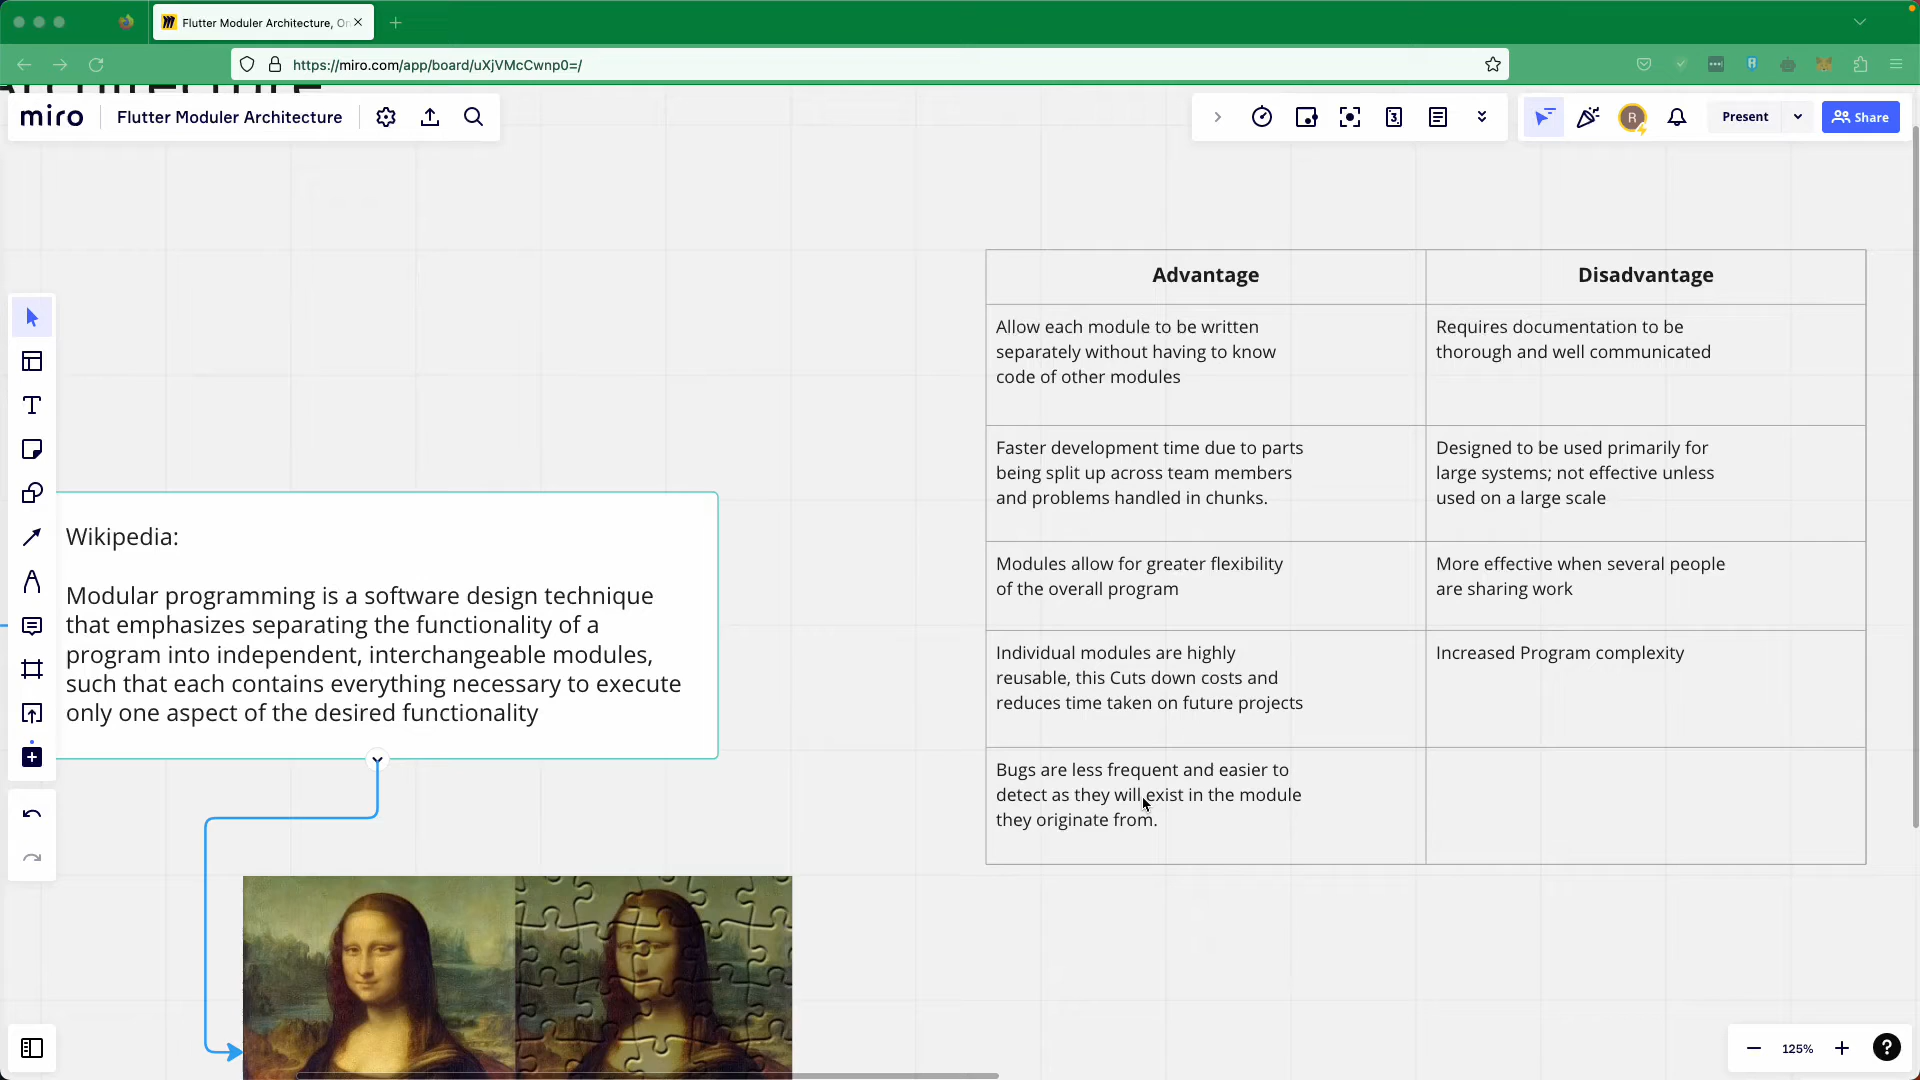 Flutter Moduler Architecture, Or
https://miro.com/app/board/uXjVMcCwnp0=/
miro
Flutter Moduler Architecture
3
R
Present
Share
Advantage
Disadvantage
Allow each module to be written
separately without having to know
code of other modules
Requires documentation to be
thorough and well communicated
Faster development time due to parts
being split up across team members
and problems handled in chunks.
Designed to be used primarily for
large systems; not effective unless
used on a large scale
Modules allow for greater flexibility
of the overall program
More effective when several people
are sharing work
Individual modules are highly
reusable, this Cuts down costs and
reduces time taken on future projects
Increased Program complexity
Bugs are less frequent and easier to
detect as they will exist in the module
they originate from.
Wikipedia:
Modular programming is a software design technique
that emphasizes separating the functionality of a
program into independent, interchangeable modules,
such that each contains everything necessary to execute
only one aspect of the desired functionality
125%
?